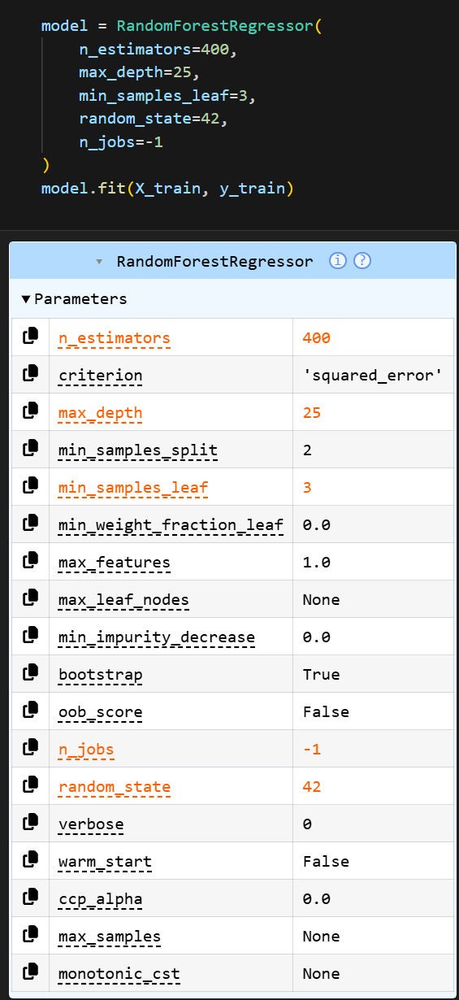 model = RandomForestRegressor(
    n_estimators=400,
    max_depth=25,
    min_samples_leaf=3,
    random_state=42,
    n_jobs=-1
)
model.fit(X_train, y_train)
▾ RandomForestRegressor i ?
▼ Parameters
n_estimators 400
criterion 'squared_error'
max_depth 25
min_samples_split 2
min_samples_leaf 3
min_weight_fraction_leaf 0.0
max_features 1.0
max_leaf_nodes None
min_impurity_decrease 0.0
bootstrap True
oob_score False
n_jobs -1
random_state 42
verbose 0
warm_start False
ccp_alpha 0.0
max_samples None
monotonic_cst None